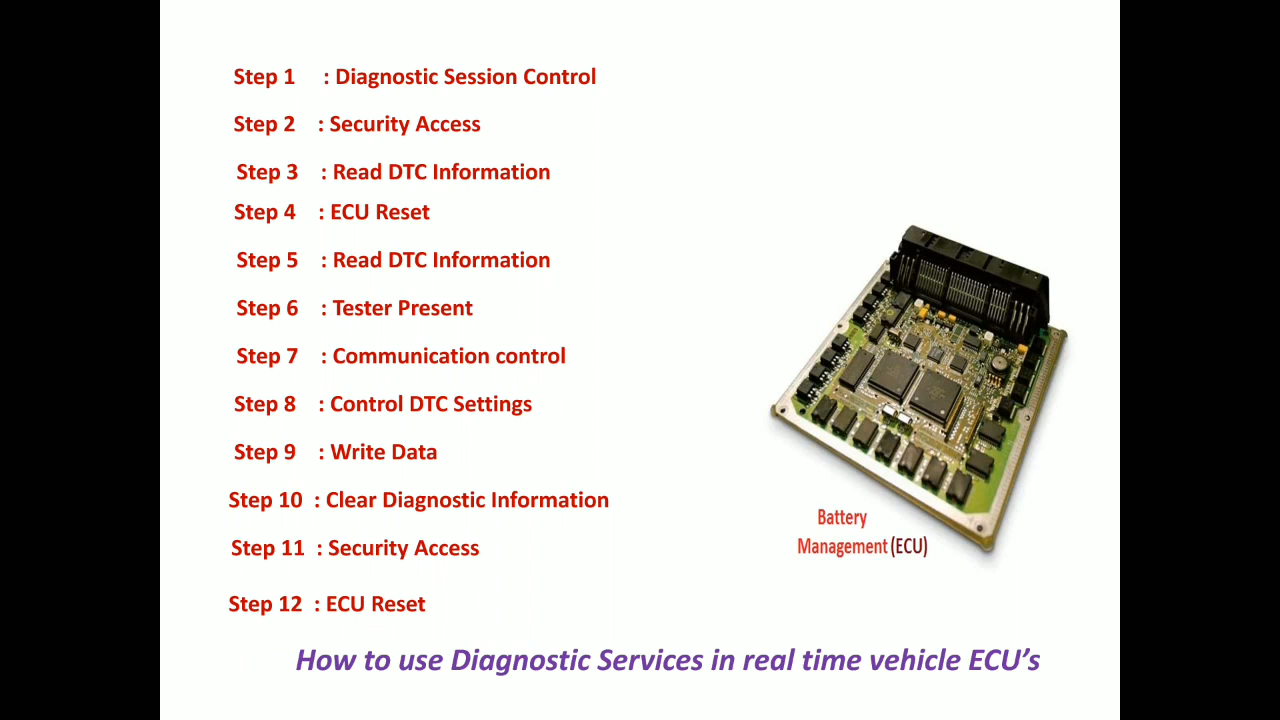 Step 1 : Diagnostic Session Control
Step 2 : Security Access
Step 3 : Read DTC Information
Step 4 : ECU Reset
Step 5 : Read DTC Information
Step 6 : Tester Present
Step 7 : Communication control
Step 8 : Control DTC Settings
Step 9 : Write Data
Step 10 : Clear Diagnostic Information
Step 11 : Security Access
Step 12 : ECU Reset
Battery
Management (ECU)
How to use Diagnostic Services in real time vehicle ECU’s